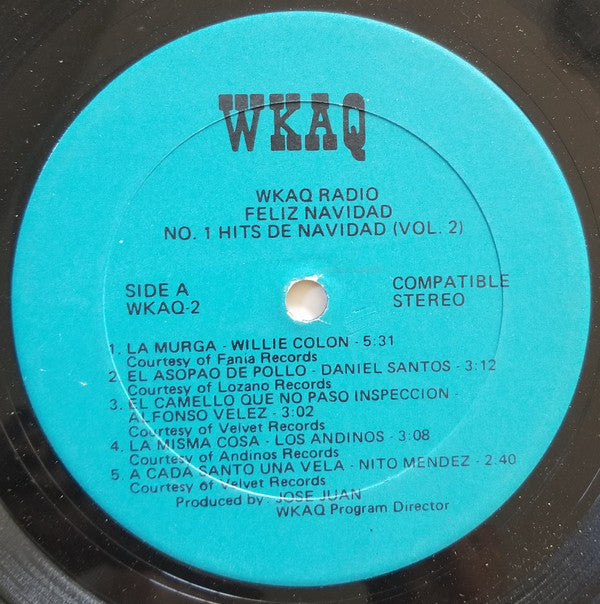 WKAQ
WKAQ RADIO
FELIZ NAVIDAD
NO. 1 HITS DE NAVIDAD (VOL. 2)
SIDE A
WKAQ-2
COMPATIBLE
STEREO
1. LA MURGA - WILLIE COLON - 5:31
Courtesy of Fania Records
2. EL ASOPAO DE POLLO - DANIEL SANTOS - 3:12
Courtesy of Lozano Records
3. EL CAMELLO QUE NO PASO INSPECCION -
ALFONSO VELEZ - 3:02
Courtesy of Velvet Records
4. LA MISMA COSA - LOS ANDINOS - 3:08
Courtesy of Andinos Records
5. A CADA SANTO UNA VELA - NITO MENDEZ - 2:40
Courtesy of Velvet Records
Produced by: JOSE JUAN
WKAQ Program Director